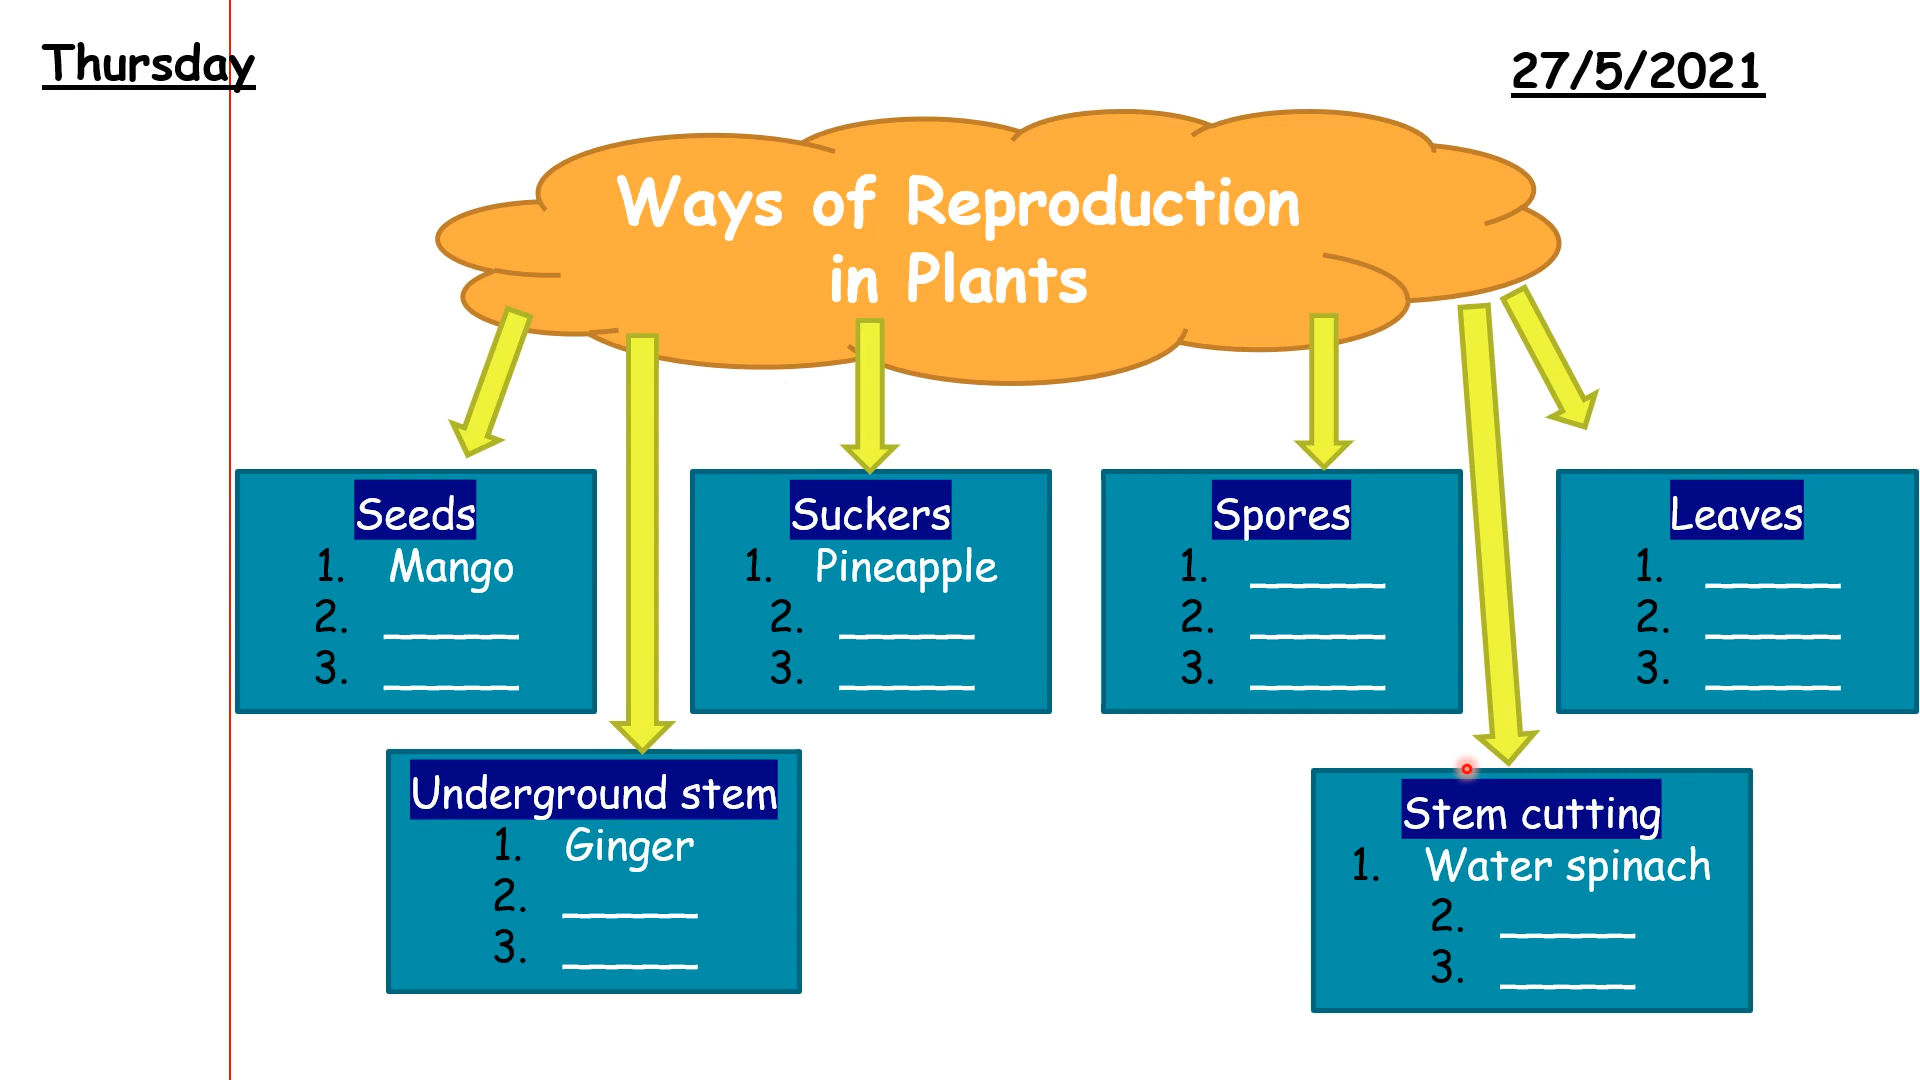 Thursday
27/5/2021
Ways of Reproduction
in Plants
Seeds
1. Mango
2. ______
3. ______
Suckers
1. Pineapple
2. ______
3. ______
Spores
1. ______
2. ______
3. ______
Leaves
1. ______
2. ______
3. ______
Underground stem
1. Ginger
2. ______
3. ______
Stem cutting
1. Water spinach
2. ______
3. ______